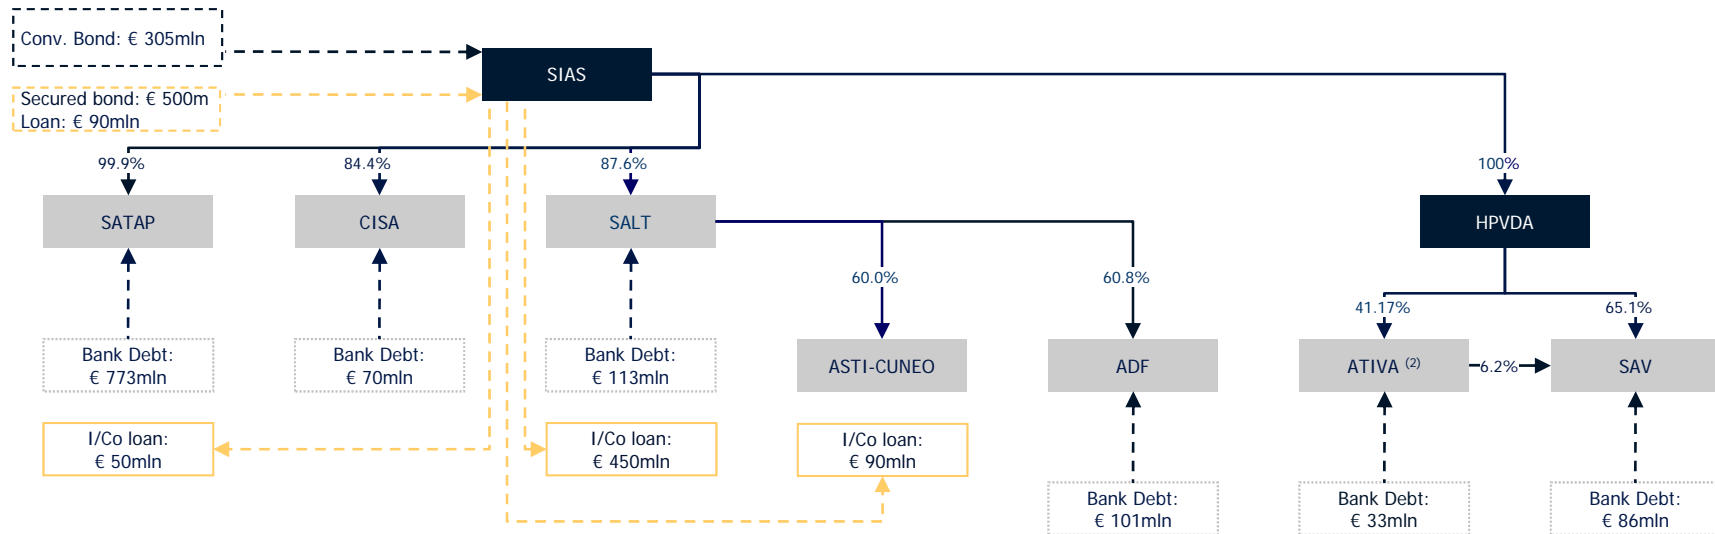 Conv. Bond: € 305mln
SIAS
Secured bond: € 500m
Loan: € 90mln
99.9%
84.4%
87.6%
100%
SATAP
CISA
SALT
HPVDA
60.0%
60.8%
41.17%
65.1%
Bank Debt:
€ 773mln
Bank Debt:
€ 70mln
Bank Debt:
€ 113mln
ASTI-CUNEO
ADF
ATIVA (2)
6.2%
SAV
I/Co loan:
€ 50mln
I/Co loan:
€ 450mln
I/Co loan:
€ 90mln
Bank Debt:
€ 101mln
Bank Debt:
€ 33mln
Bank Debt:
€ 86mln